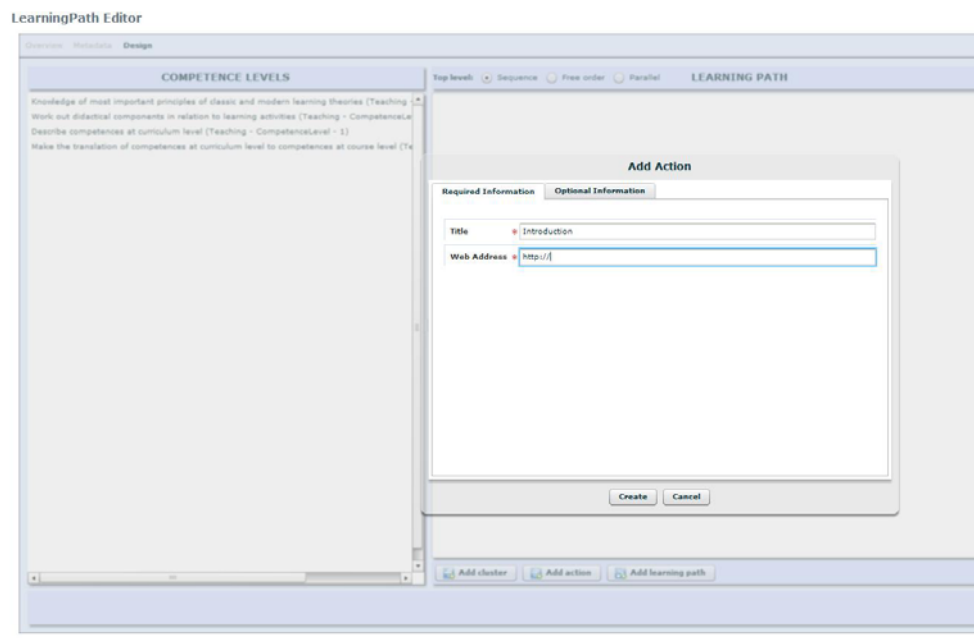 LearningPath Editor
Overview Metadata Design
COMPETENCE LEVELS
Top level: Sequence Free order Parallel LEARNING PATH
Knowledge of most important principles of classic and modern learning theories (Teaching -
Work out didactical components in relation to learning activities (Teaching - CompetenceLe
Describe competences at curriculum level (Teaching - CompetenceLevel - 1)
Make the translation of competences at curriculum level to competences at course level (Te
Add Action
Required Information Optional Information
Title * Introduction
Web Address * http://
Create Cancel
Add cluster Add action Add learning path